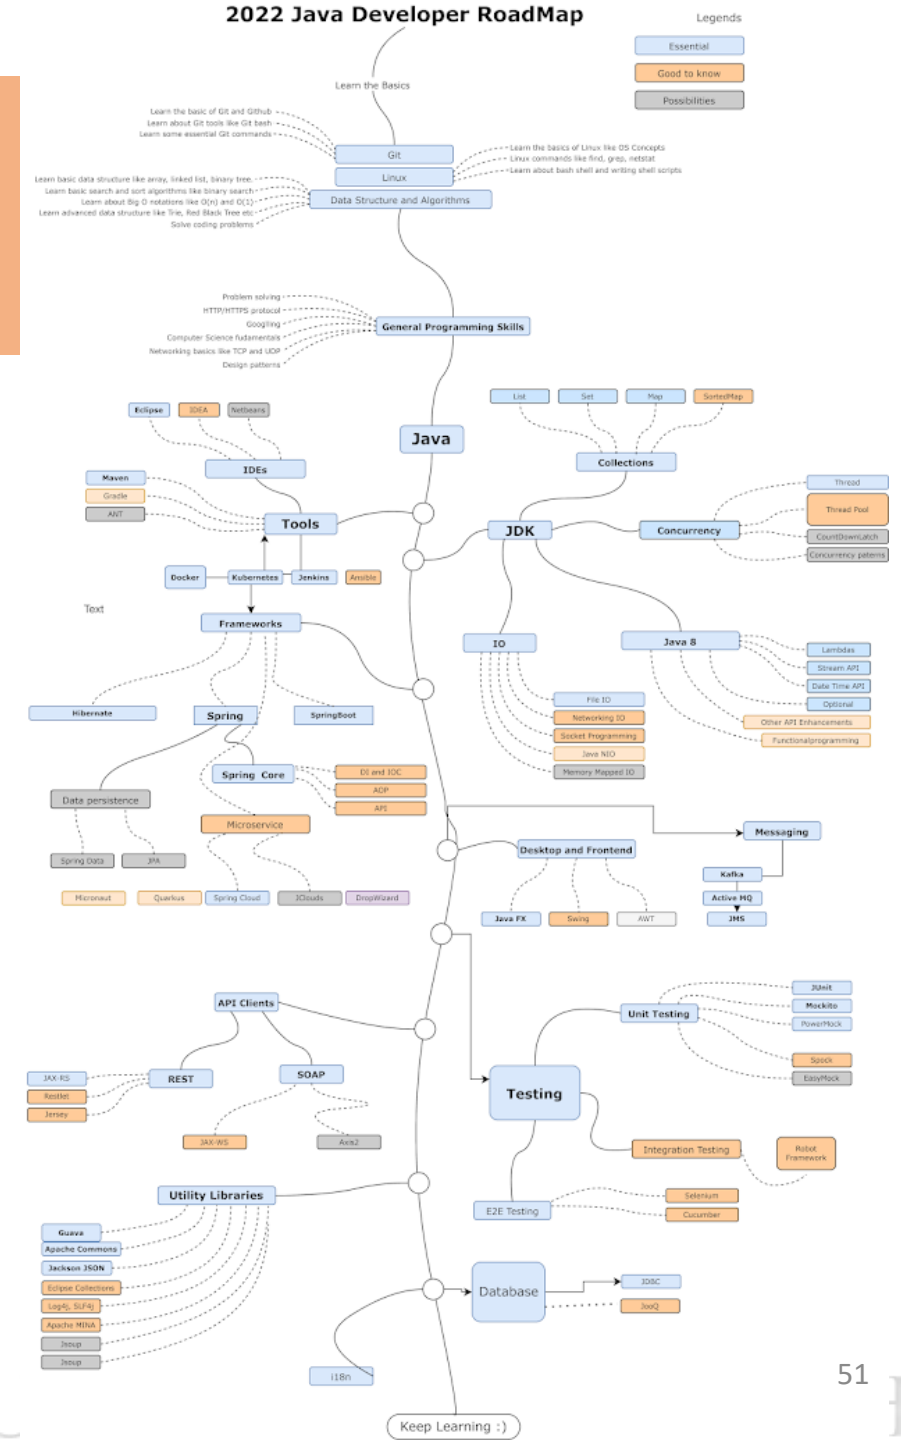 2022 Java Developer RoadMap
Legends
Essential
Good to know
Possibilities
Learn the Basics
Learn the basic of Git and Github
Learn about Git tools like Git bash
Learn some essential Git commands
Git
Linux
Learn the basics of Linux like OS Concepts
Linux commands like find, grep, netstat
Learn about bash shell and writing shell scripts
Learn basic data structure like array, linked list, binary tree.
Learn basic search and sort algorithms like binary search
Learn about Big O notations like O(n) and O(1)
Learn advanced data structure like Trie, Red Black Tree etc
Solve coding problems
Data Structure and Algorithms
Problem solving
HTTP/HTTPS protocol
Googlling
Computer Science fudamentals
Networking basics like TCP and UDP
Design patterns
General Programming Skills
Java
Eclipse
IDEA
Netbeans
IDEs
Maven
Gradle
ANT
Tools
Docker
Kubernetes
Jenkins
Ansible
Text
Frameworks
List
Set
Map
SortedMap
Collections
JDK
Concurrency
Thread
Thread Pool
CountDownLatch
Concurrency paterns
IO
Java 8
Lambdas
Stream API
Date Time API
Optional
Other API Enhancements
Functionalprogramming
File IO
Networking IO
Socket Programming
Java NIO
Memory Mapped IO
Hibernate
Spring
SpringBoot
Spring Core
DI and IOC
AOP
API
Data persistence
Microservice
Spring Data
JPA
Micronaut
Quarkus
Spring Cloud
JClouds
DropWizard
Messaging
Desktop and Frontend
Kafka
Active MQ
JMS
Java FX
Swing
AWT
API Clients
REST
SOAP
JAX-RS
Restlet
Jersey
JAX-WS
Axis2
Unit Testing
JUnit
Mockito
PowerMock
Spock
EasyMock
Testing
Integration Testing
Robot
Framework
E2E Testing
Selenium
Cucumber
Utility Libraries
Guava
Apache Commons
Jackson JSON
Eclipse Collections
Log4j, SLF4j
Apache MINA
Jsoup
Jsoup
Database
JDBC
JooQ
i18n
51
Keep Learning :)